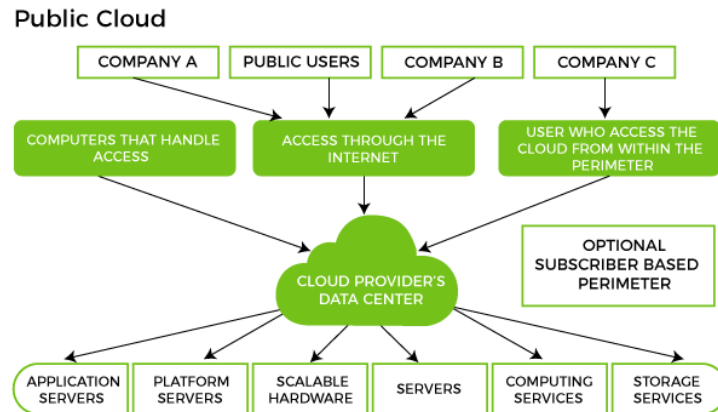 Public Cloud
COMPANY A
PUBLIC USERS
COMPANY B
COMPANY C
COMPUTERS THAT HANDLE
ACCESS
ACCESS THROUGH THE
INTERNET
USER WHO ACCESS THE
CLOUD FROM WITHIN THE
PERIMETER
OPTIONAL
SUBSCRIBER BASED
PERIMETER
CLOUD PROVIDER'S
DATA CENTER
APPLICATION
SERVERS
PLATFORM
SERVERS
SCALABLE
HARDWARE
SERVERS
COMPUTING
SERVICES
STORAGE
SERVICES